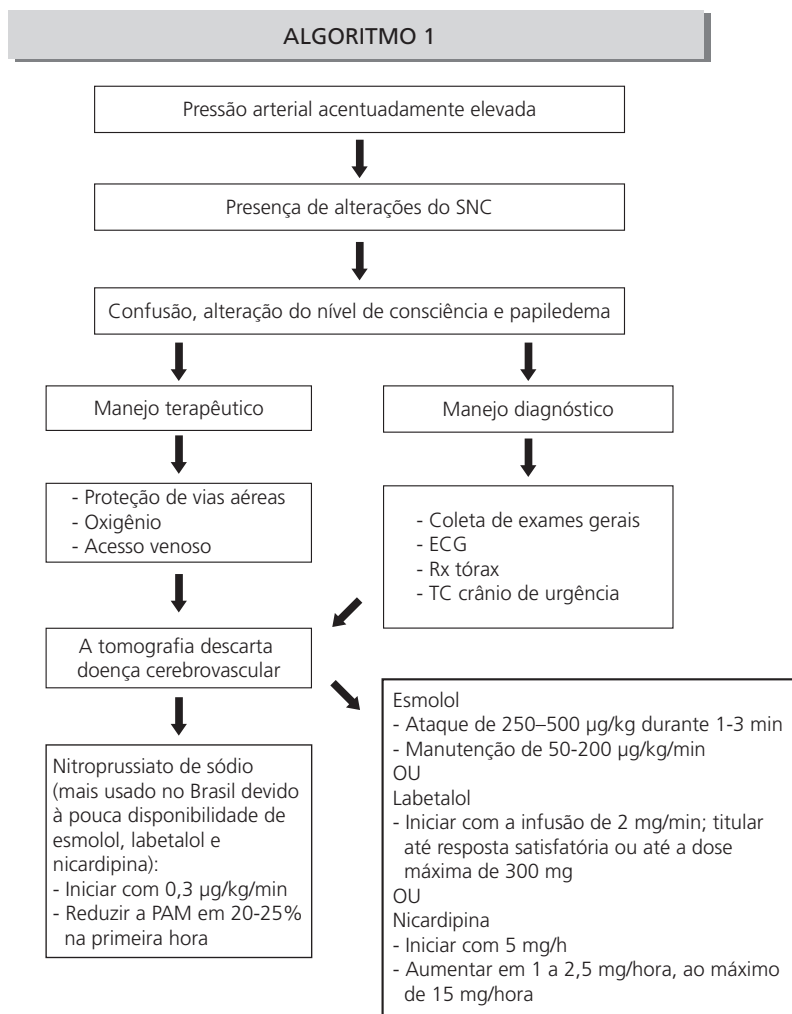 ALGORITMO 1
Pressão arterial acentuadamente elevada
Presença de alterações do SNC
Confusão, alteração do nível de consciência e papiledema
Manejo terapêutico
Manejo diagnóstico
- Proteção de vias aéreas
- Oxigênio
- Acesso venoso
- Coleta de exames gerais
- ECG
- Rx tórax
- TC crânio de urgência
A tomografia descarta
doença cerebrovascular
Nitroprussiato de sódio
(mais usado no Brasil devido
à pouca disponibilidade de
esmolol, labetalol e
nicardipina):
- Iniciar com 0,3 µg/kg/min
- Reduzir a PAM em 20-25%
na primeira hora
Esmolol
- Ataque de 250–500 µg/kg durante 1-3 min
- Manutenção de 50-200 µg/kg/min
OU
Labetalol
- Iniciar com a infusão de 2 mg/min; titular
até resposta satisfatória ou até a dose
máxima de 300 mg
OU
Nicardipina
- Iniciar com 5 mg/h
- Aumentar em 1 a 2,5 mg/hora, ao máximo
de 15 mg/hora